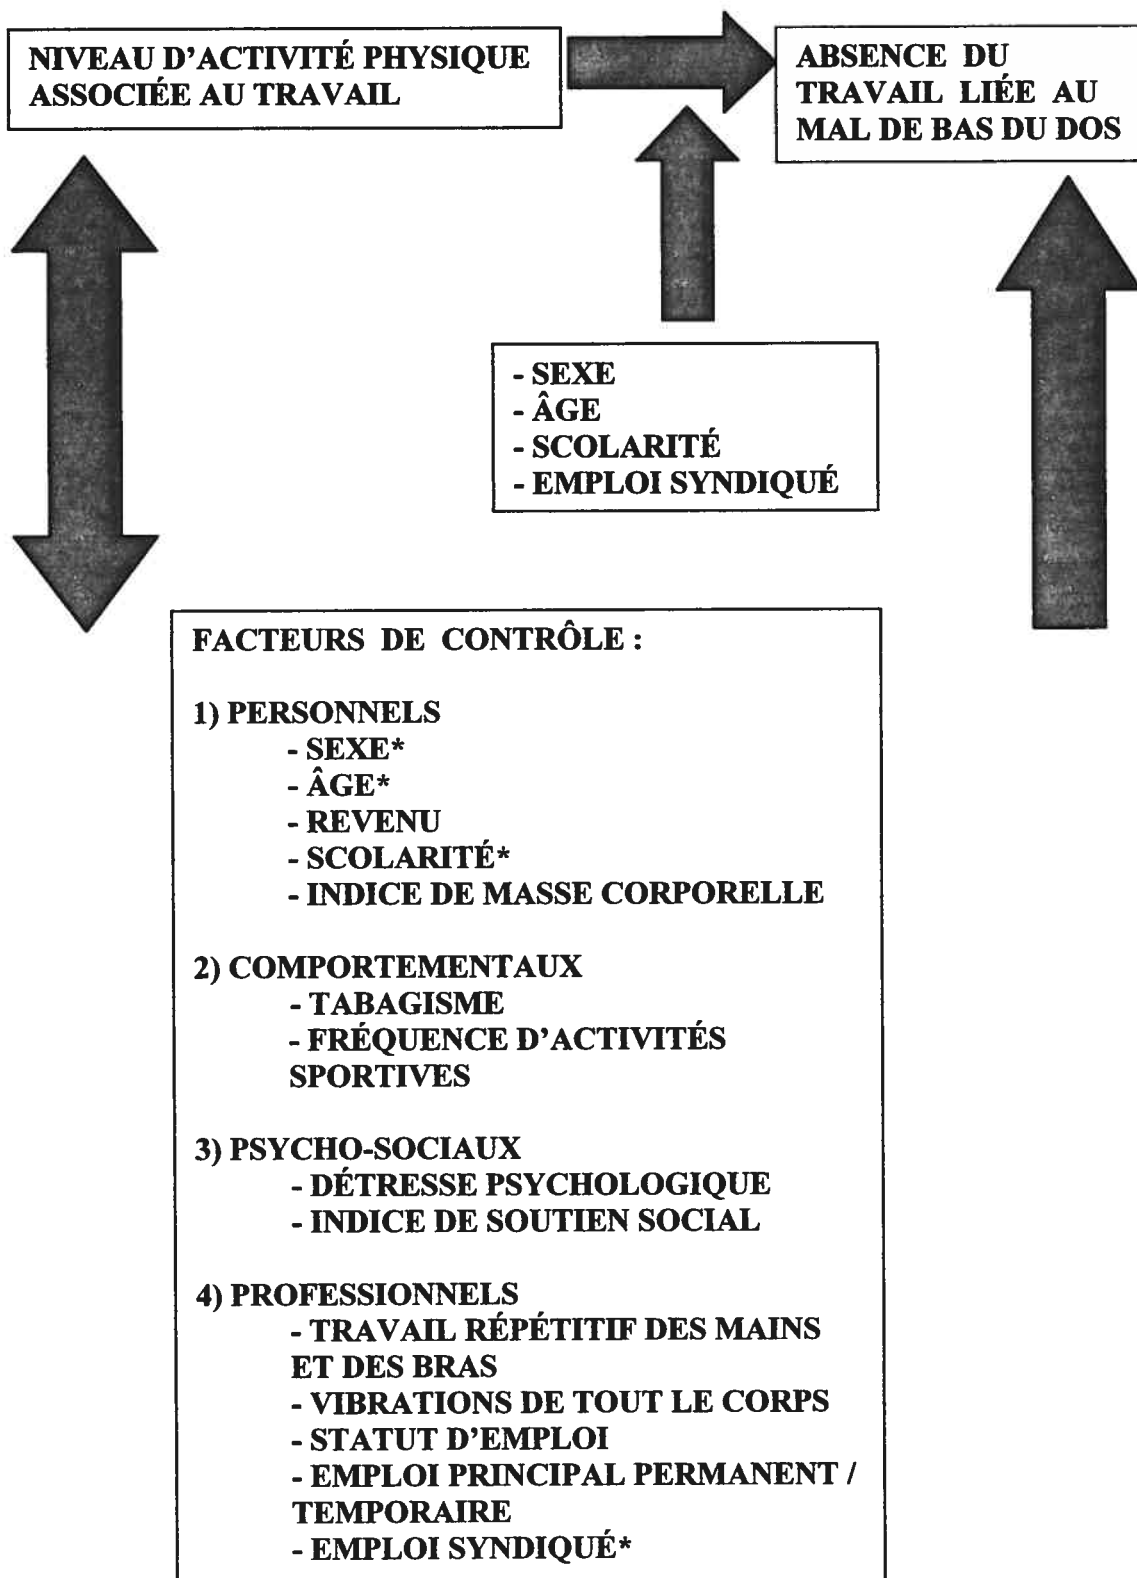 NIVEAU D'ACTIVITÉ PHYSIQUE
ASSOCIÉE AU TRAVAIL
ABSENCE DU
TRAVAIL LIÉE AU
MAL DE BAS DU DOS
- SEXE
- ÂGE
- SCOLARITÉ
- EMPLOI SYNDIQUÉ
FACTEURS DE CONTRÔLE :
1) PERSONNELS
- SEXE*
- ÂGE*
- REVENU
- SCOLARITÉ*
- INDICE DE MASSE CORPORELLE
2) COMPORTEMENTAUX
- TABAGISME
- FRÉQUENCE D'ACTIVITÉS
SPORTIVES
3) PSYCHO-SOCIAUX
- DÉTRESSE PSYCHOLOGIQUE
- INDICE DE SOUTIEN SOCIAL
4) PROFESSIONNELS
- TRAVAIL RÉPÉTITIF DES MAINS
ET DES BRAS
- VIBRATIONS DE TOUT LE CORPS
- STATUT D'EMPLOI
- EMPLOI PRINCIPAL PERMANENT /
TEMPORAIRE
- EMPLOI SYNDIQUÉ*